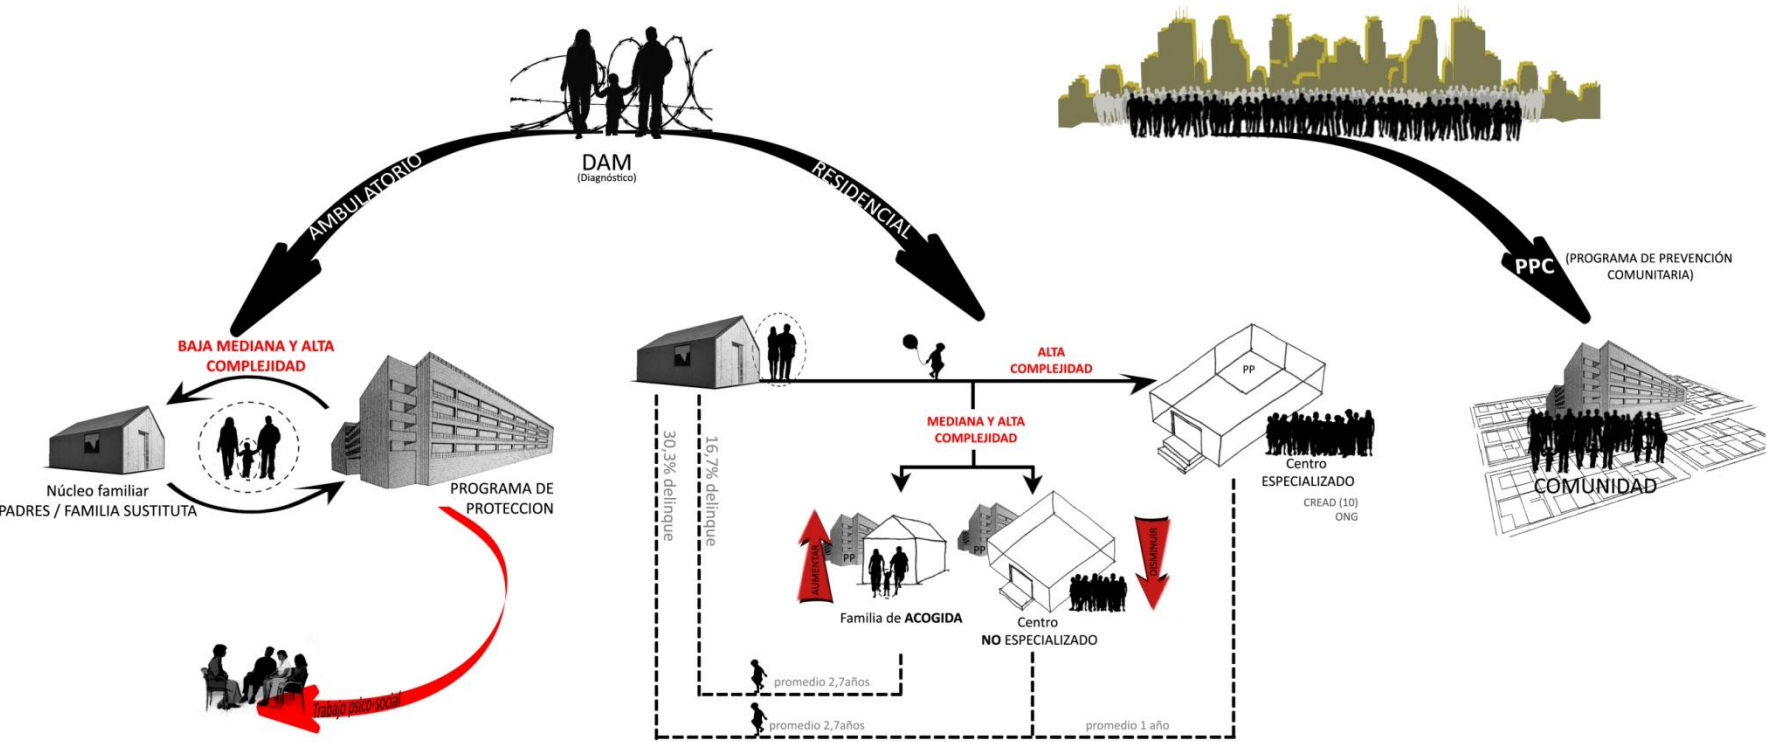 DAM
(Diagnóstico)
AMBULATORIO
RESIDENCIAL
PPC
(PROGRAMA DE PREVENCIÓN
COMUNITARIA)
BAJA MEDIANA Y ALTA
COMPLEJIDAD
Núcleo familiar
PADRES / FAMILIA SUSTITUTA
PROGRAMA DE
PROTECCION
Trabajo psico-social
ALTA
COMPLEJIDAD
MEDIANA Y ALTA
COMPLEJIDAD
30,3% delinque
16,7% delinque
PP
Centro
ESPECIALIZADO
CREAD (10)
ONG
AUMENTAR
PP
Familia de ACOGIDA
PP
Centro
NO ESPECIALIZADO
DISMINUIR
promedio 2,7años
promedio 2,7años
promedio 1 año
COMUNIDAD